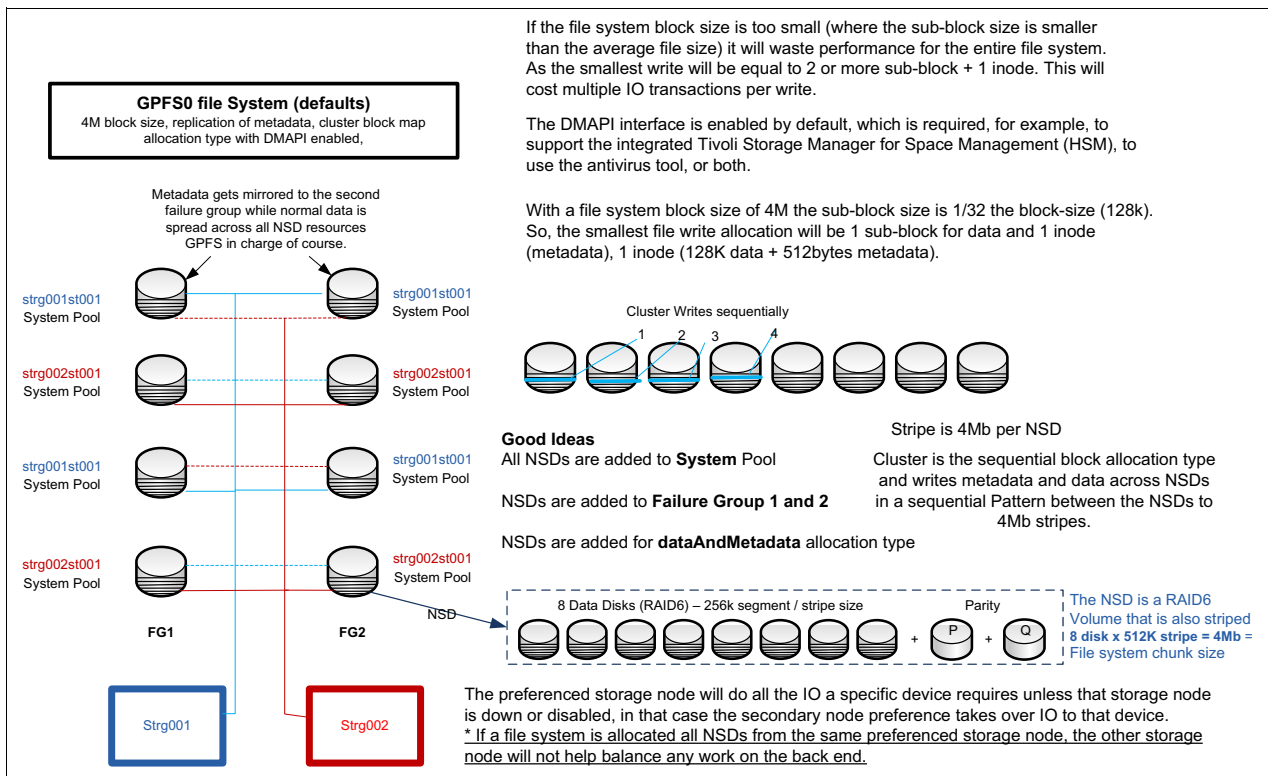 If the file system block size is too small (where the sub-block size is smaller
than the average file size) it will waste performance for the entire file system.
As the smallest write will be equal to 2 or more sub-block + 1 inode. This will
cost multiple IO transactions per write.
GPFS0 file System (defaults)
4M block size, replication of metadata, cluster block map
allocation type with DMAPI enabled,
The DMAPI interface is enabled by default, which is required, for example, to
support the integrated Tivoli Storage Manager for Space Management (HSM), to
use the antivirus tool, or both.
Metadata gets mirrored to the second
failure group while normal data is
spread across all NSD resources
GPFS in charge of course.
With a file system block size of 4M the sub-block size is 1/32 the block-size (128k).
So, the smallest file write allocation will be 1 sub-block for data and 1 inode
(metadata), 1 inode (128K data + 512bytes metadata).
strg001st001
System Pool
strg001st001
System Pool
strg002st001
System Pool
strg002st001
System Pool
strg001st001
System Pool
strg001st001
System Pool
strg002st001
System Pool
strg002st001
System Pool
FG1
FG2
NSD
Strg001
Strg002
Cluster Writes sequentially
1
2
3
4
Good Ideas
All NSDs are added to System Pool
NSDs are added to Failure Group 1 and 2
NSDs are added for dataAndMetadata allocation type
Stripe is 4Mb per NSD
Cluster is the sequential block allocation type
and writes metadata and data across NSDs
in a sequential Pattern between the NSDs to
4Mb stripes.
8 Data Disks (RAID6) – 256k segment / stripe size
Parity
+
P
+
Q
The NSD is a RAID6
Volume that is also striped
8 disk x 512K stripe = 4Mb =
File system chunk size
The preferenced storage node will do all the IO a specific device requires unless that storage node
is down or disabled, in that case the secondary node preference takes over IO to that device.
* If a file system is allocated all NSDs from the same preferenced storage node, the other storage
node will not help balance any work on the back end.